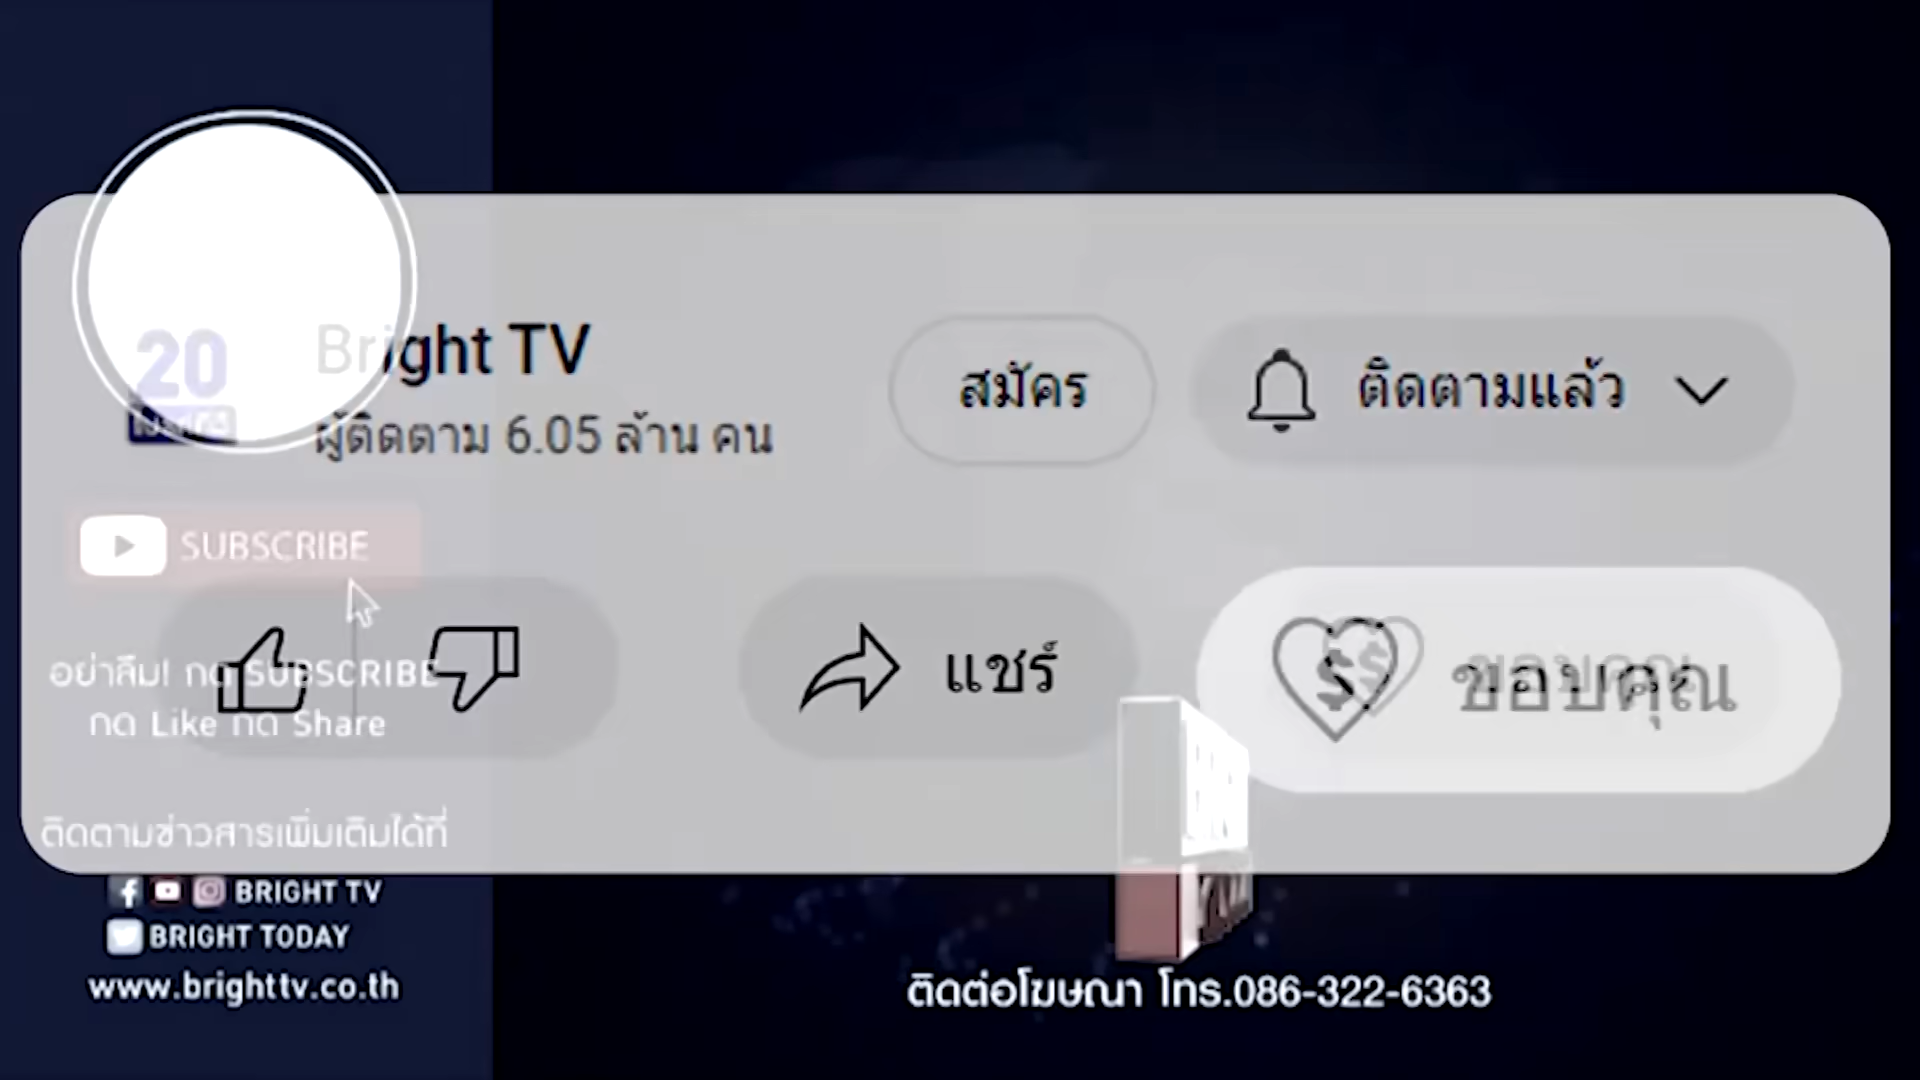 20
Bright TV
ผู้ติดตาม 6.05 ล้าน คน
สมัคร
ติดตามแล้ว
SUBSCRIBE
แชร์
ขอบคุณ
อย่าลืม! กด SUBSCRIBE
กด Like กด Share
ติดตามข่าวสารเพิ่มเติมได้ที่
BRIGHT TV
BRIGHT TODAY
www.brighttv.co.th
ติดต่อโฆษณา โทร.086-322-6363